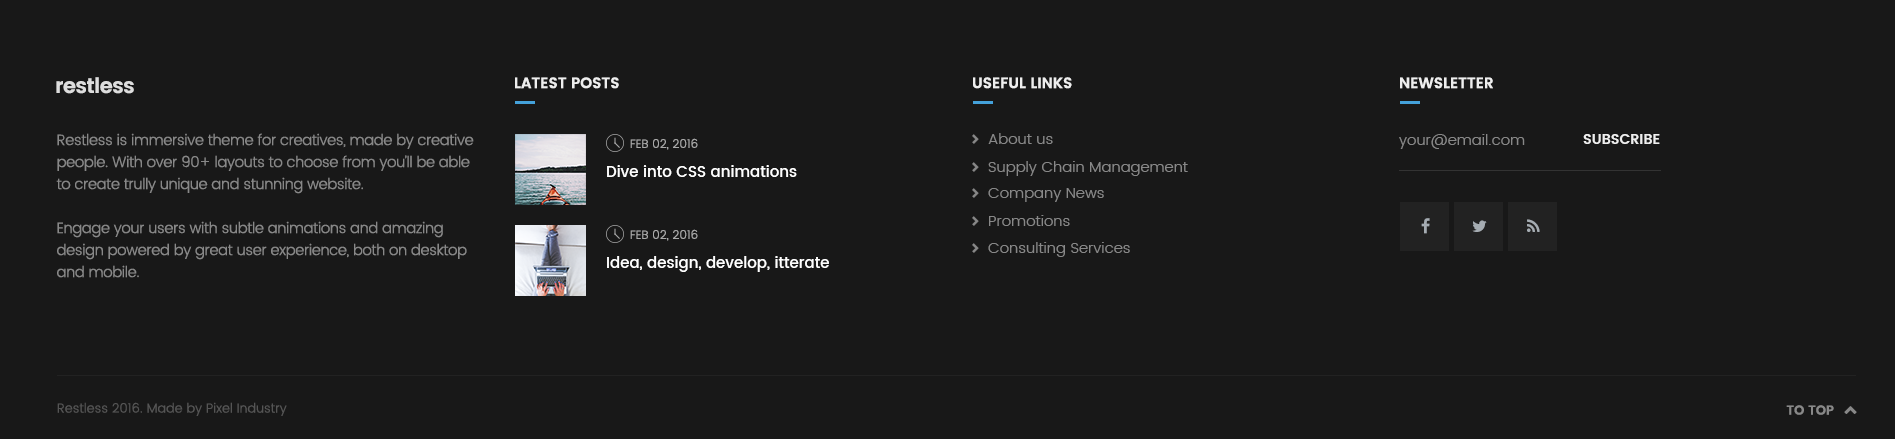 restless
Restless is immersive theme for creatives, made by creative
people. With over 90+ layouts to choose from you'll be able
to create trully unique and stunning website.
Engage your users with subtle animations and amazing
design powered by great user experience, both on desktop
and mobile.
LATEST POSTS
FEB 02, 2016
Dive into CSS animations
FEB 02, 2016
Idea, design, develop, itterate
USEFUL LINKS
About us
Supply Chain Management
Company News
Promotions
Consulting Services
NEWSLETTER
your@email.com SUBSCRIBE
Restless 2016. Made by Pixel Industry
TO TOP